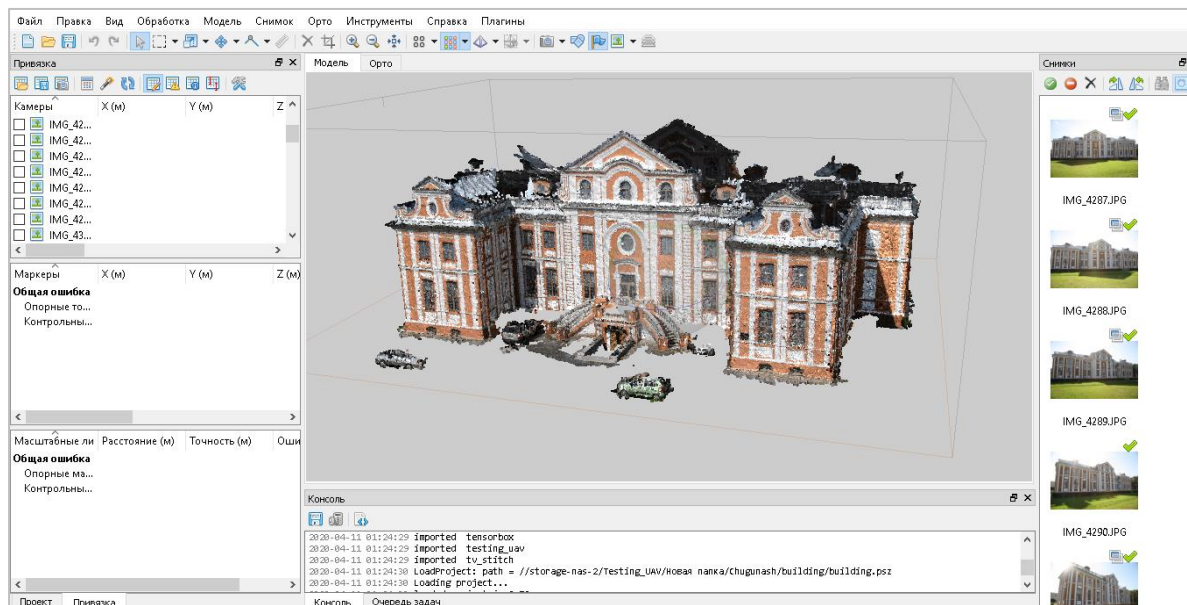 Файл Правка Вид Обработка Модель Снимок Орто Инструменты Справка Плагины
Привязка
Камеры X (м) Y (м) Z
IMG_42...
IMG_42...
IMG_42...
IMG_42...
IMG_42...
IMG_42...
IMG_42...
IMG_43...
Маркеры X (м) Y (м) Z (м)
Общая ошибка
Опорные то...
Контрольны...
Масштабные ли Расстояние (м) Точность (м) Оши
Общая ошибка
Опорные ма...
Контрольны...
Проект Привязка
Модель Орто
Консоль
2020-04-11 01:24:29 imported tensorbox
2020-04-11 01:24:29 imported testing_uav
2020-04-11 01:24:29 imported tv_stitch
2020-04-11 01:24:30 LoadProject: path = //storage-nas-2/Testing_UAV/Новая папка/Chugunash/building/building.psz
2020-04-11 01:24:30 Loading project...
Консоль Очередь задач
Снимки
IMG_4287.JPG
IMG_4288.JPG
IMG_4289.JPG
IMG_4290.JPG